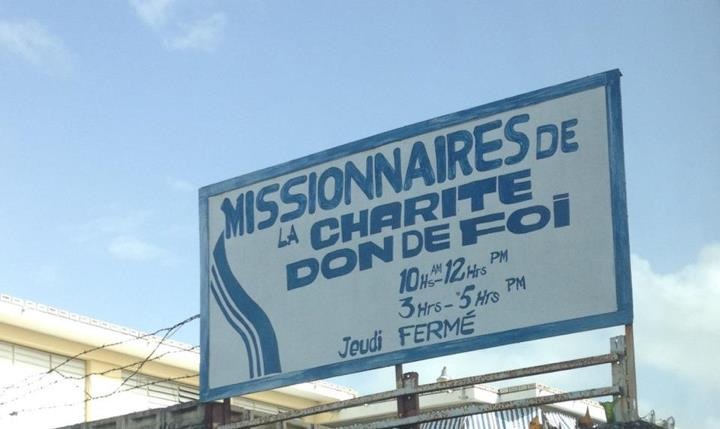 MISSIONNAIRES DE
LA CHARITE
DON DE FOi
10Hs AM-12Hrs PM
3Hrs-5Hrs PM
Jeudi FERMÉ